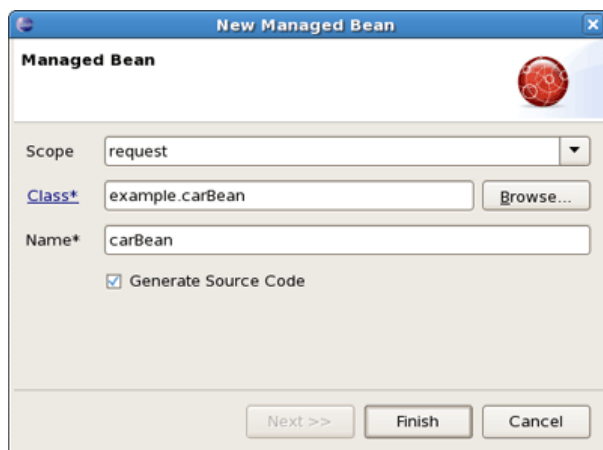 New Managed Bean
Managed Bean
Scope request
Class* example.carBean Browse...
Name* carBean
Generate Source Code
Next >> Finish Cancel